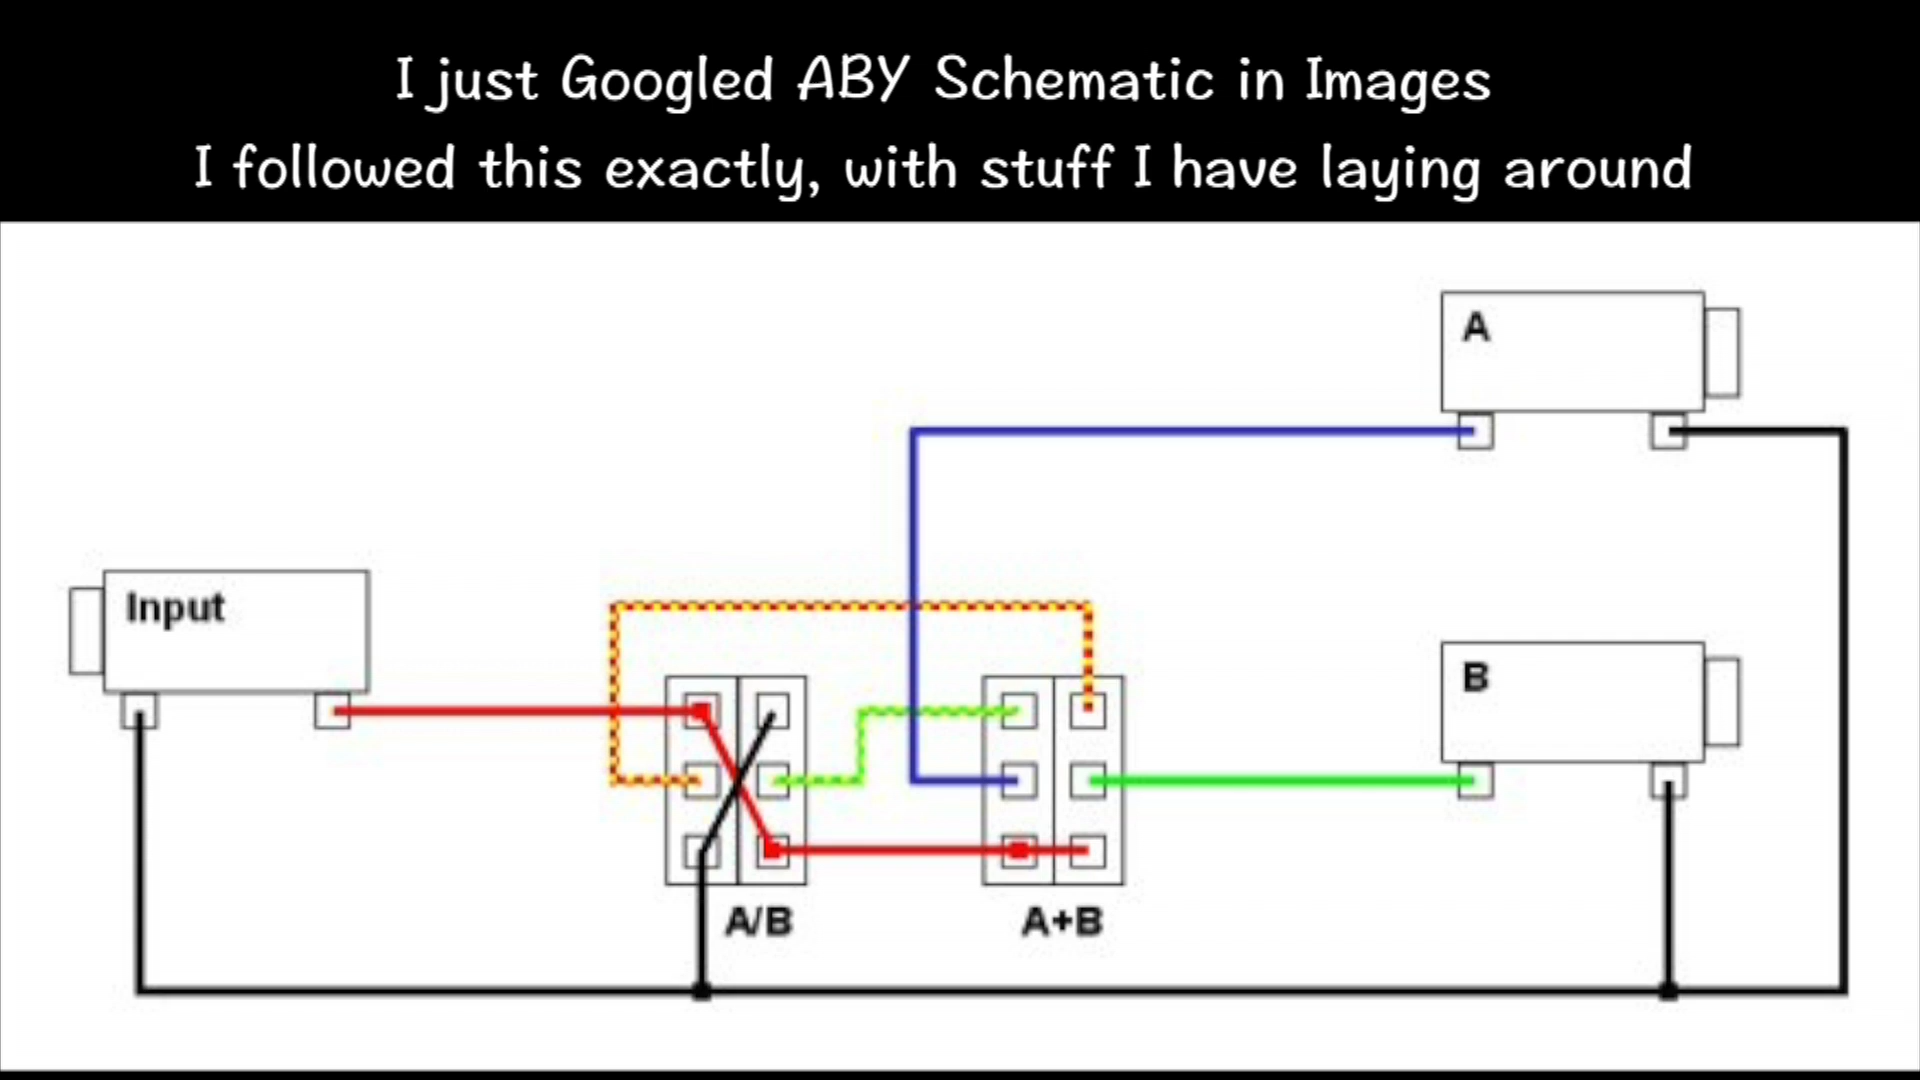 I just Googled ABY Schematic in Images
I followed this exactly, with stuff I have laying around
A
Input
B
A/B
A+B